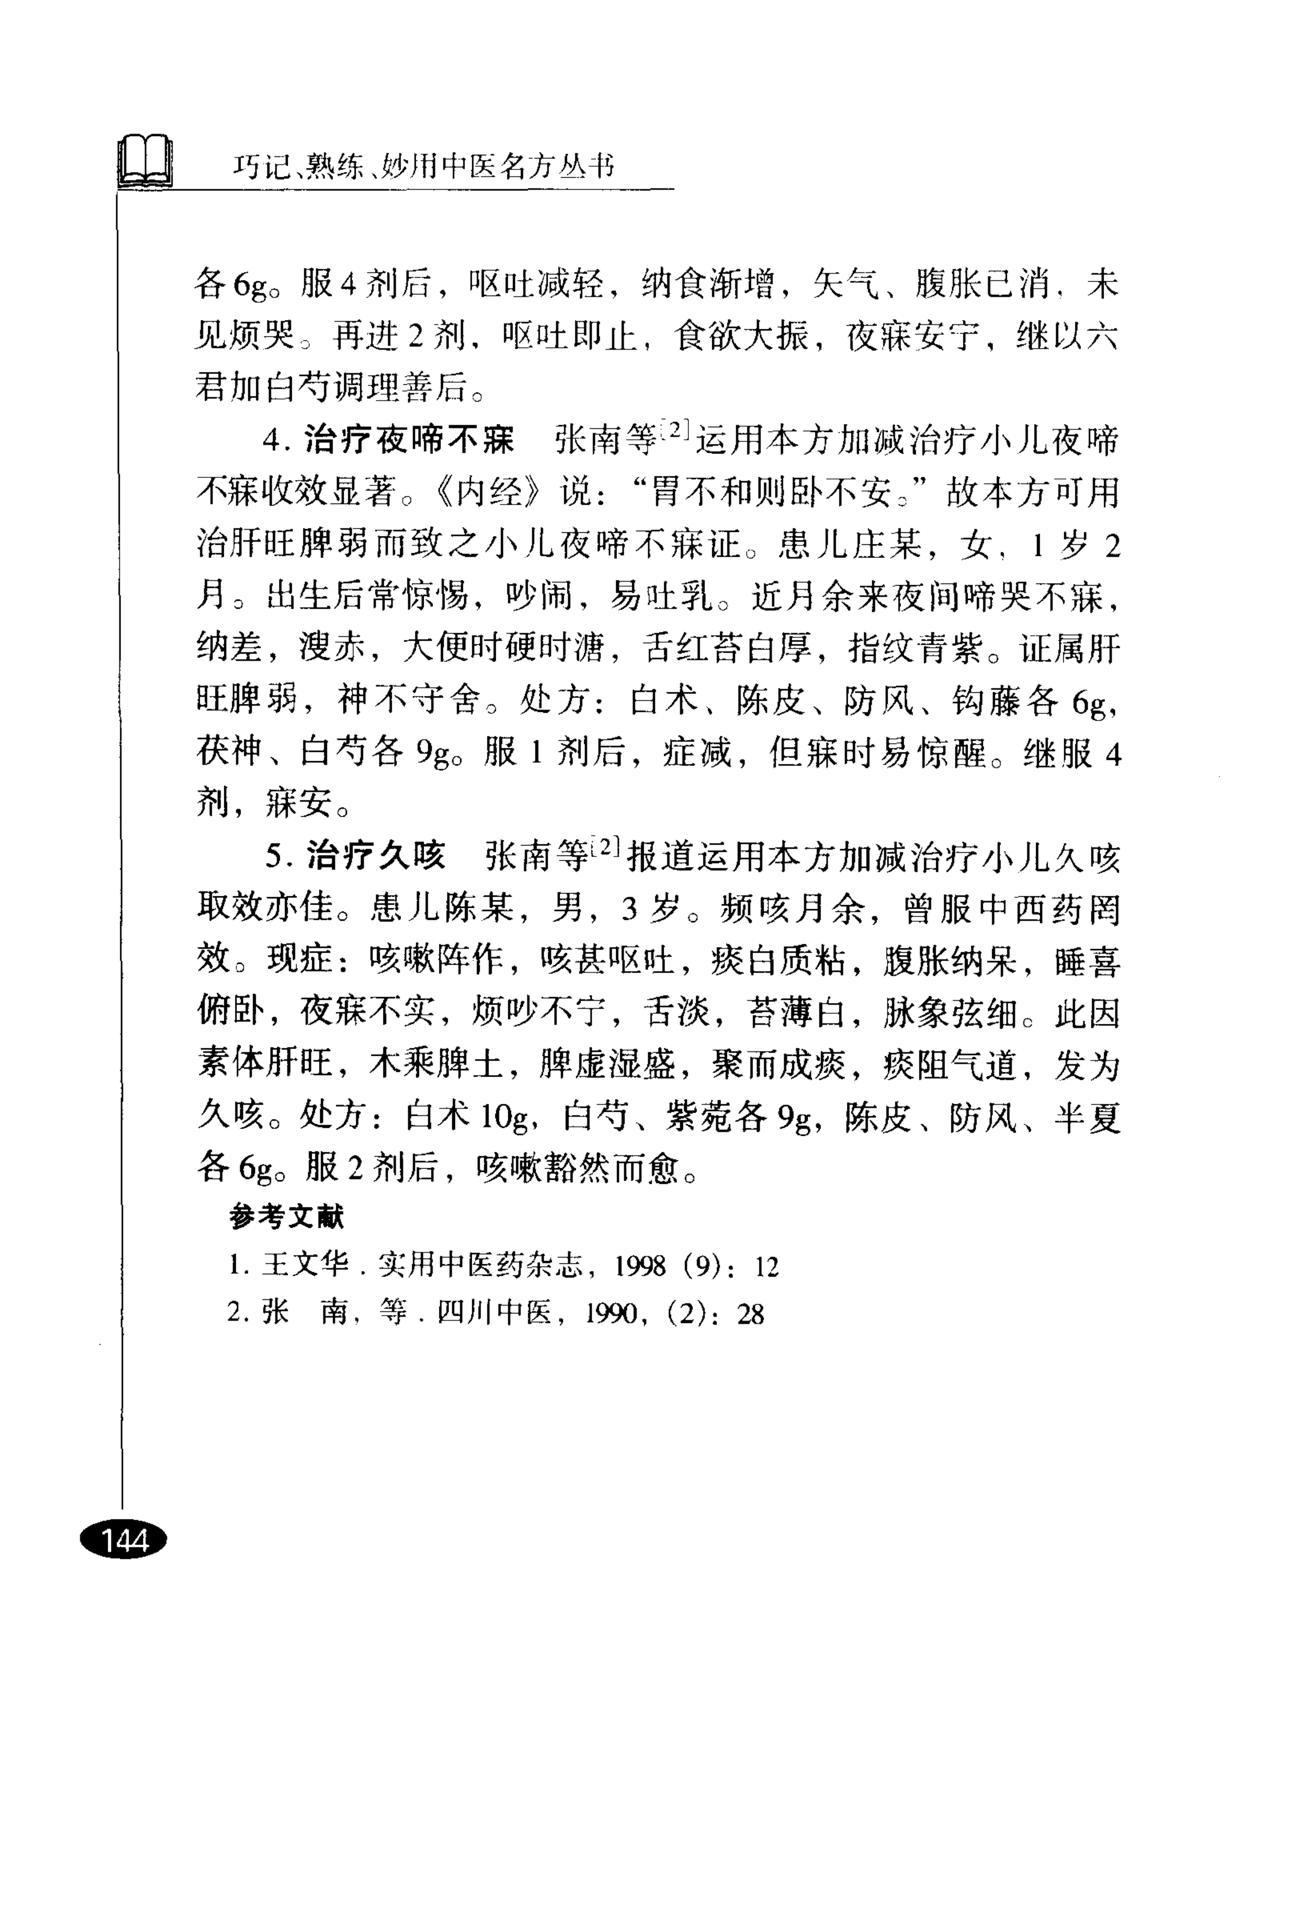 巧记、熟练、妙用中医名方丛书
各6g。服4剂后，呕吐减轻，纳食渐增，矢气、腹胀已消，未
见烦哭。再进2剂，呕吐即止，食欲大振，夜寐安宁，继以六
君加白芍调理善后。
4. 治疗夜啼不寐　张南等[2]运用本方加减治疗小儿夜啼
不寐收效显著。《内经》说：“胃不和则卧不安。”故本方可用
治肝旺脾弱而致之小儿夜啼不寐证。患儿庄某，女，1岁2
月。出生后常惊惕，吵闹，易吐乳。近月余来夜间啼哭不寐，
纳差，溲赤，大便时硬时溏，舌红苔白厚，指纹青紫。证属肝
旺脾弱，神不守舍。处方：白术、陈皮、防风、钩藤各6g，
茯神、白芍各9g。服1剂后，症减，但寐时易惊醒。继服4
剂，寐安。
5. 治疗久咳　张南等[2]报道运用本方加减治疗小儿久咳
取效亦佳。患儿陈某，男，3岁。频咳月余，曾服中西药罔
效。现症：咳嗽阵作，咳甚呕吐，痰白质粘，腹胀纳呆，睡喜
俯卧，夜寐不实，烦吵不宁，舌淡，苔薄白，脉象弦细。此因
素体肝旺，木乘脾土，脾虚湿盛，聚而成痰，痰阻气道，发为
久咳。处方：白术10g，白芍、紫菀各9g，陈皮、防风、半夏
各6g。服2剂后，咳嗽豁然而愈。
参考文献
1. 王文华．实用中医药杂志，1998（9）：12
2. 张　南，等．四川中医，1990，（2）：28
144